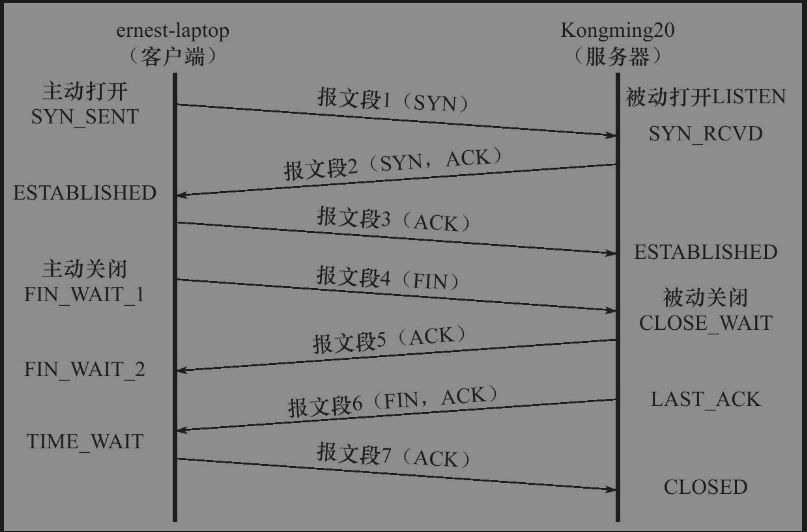 ernest-laptop
（客户端）
Kongming20
（服务器）
主动打开
SYN_SENT
报文段1（SYN）
被动打开LISTEN
SYN_RCVD
报文段2（SYN，ACK）
ESTABLISHED
报文段3（ACK）
ESTABLISHED
主动关闭
FIN_WAIT_1
报文段4（FIN）
被动关闭
CLOSE_WAIT
报文段5（ACK）
FIN_WAIT_2
报文段6（FIN，ACK）
LAST_ACK
TIME_WAIT
报文段7（ACK）
CLOSED